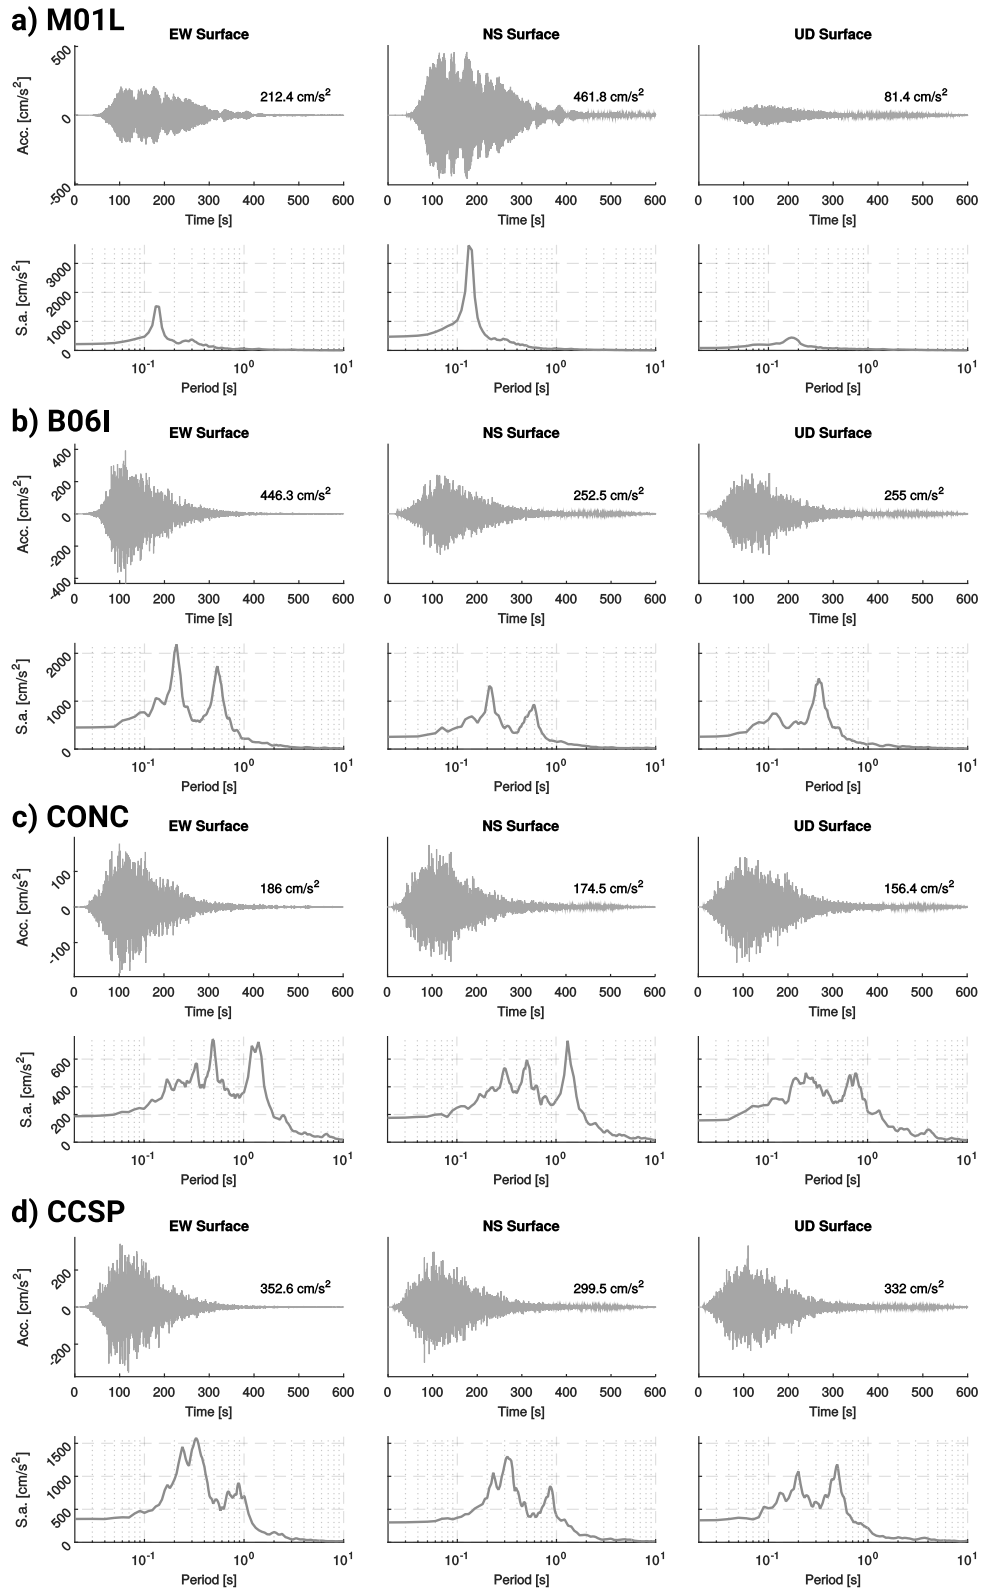 a) M01L
EW Surface NS Surface UD Surface
Acc. [cm/s²]
500
0
-500
212.4 cm/s² 461.8 cm/s² 81.4 cm/s²
0 100 200 300 400 500 600 0 100 200 300 400 500 600 0 100 200 300 400 500 600
Time [s] Time [s] Time [s]
S.a. [cm/s²]
3000
2000
1000
0
10⁻¹ 10⁰ 10¹ 10⁻¹ 10⁰ 10¹ 10⁻¹ 10⁰ 10¹
Period [s] Period [s] Period [s]
b) B06I
EW Surface NS Surface UD Surface
Acc. [cm/s²]
400
200
0
-200
-400
446.3 cm/s² 252.5 cm/s² 255 cm/s²
0 100 200 300 400 500 600 0 100 200 300 400 500 600 0 100 200 300 400 500 600
Time [s] Time [s] Time [s]
S.a. [cm/s²]
2000
1000
0
10⁻¹ 10⁰ 10¹ 10⁻¹ 10⁰ 10¹ 10⁻¹ 10⁰ 10¹
Period [s] Period [s] Period [s]
c) CONC
EW Surface NS Surface UD Surface
Acc. [cm/s²]
100
0
-100
186 cm/s² 174.5 cm/s² 156.4 cm/s²
0 100 200 300 400 500 600 0 100 200 300 400 500 600 0 100 200 300 400 500 600
Time [s] Time [s] Time [s]
S.a. [cm/s²]
600
400
200
0
10⁻¹ 10⁰ 10¹ 10⁻¹ 10⁰ 10¹ 10⁻¹ 10⁰ 10¹
Period [s] Period [s] Period [s]
d) CCSP
EW Surface NS Surface UD Surface
Acc. [cm/s²]
200
0
-200
352.6 cm/s² 299.5 cm/s² 332 cm/s²
0 100 200 300 400 500 600 0 100 200 300 400 500 600 0 100 200 300 400 500 600
Time [s] Time [s] Time [s]
S.a. [cm/s²]
1500
1000
500
0
10⁻¹ 10⁰ 10¹ 10⁻¹ 10⁰ 10¹ 10⁻¹ 10⁰ 10¹
Period [s] Period [s] Period [s]